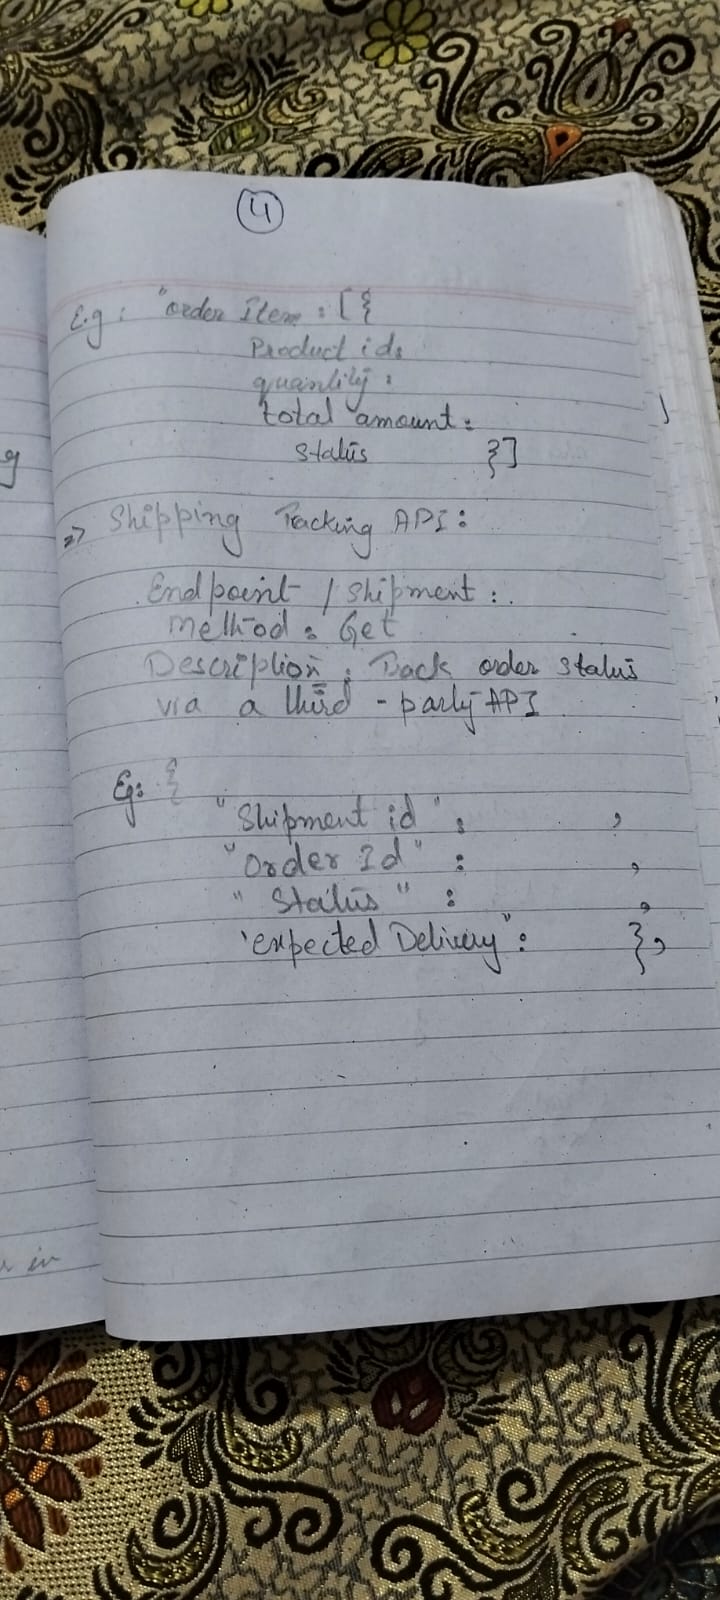 4
E.g : "order Item : [ {
Product id:
quantity :
total amount :
status }]
=> Shipping Tracking API :
Endpoint / shipment :
Method : Get
Description : Track order status
via a third - party API
Eg: {
"Shipment id" : ,
"Order Id" : ,
"Status" : ,
'expected Delivery" : },
in